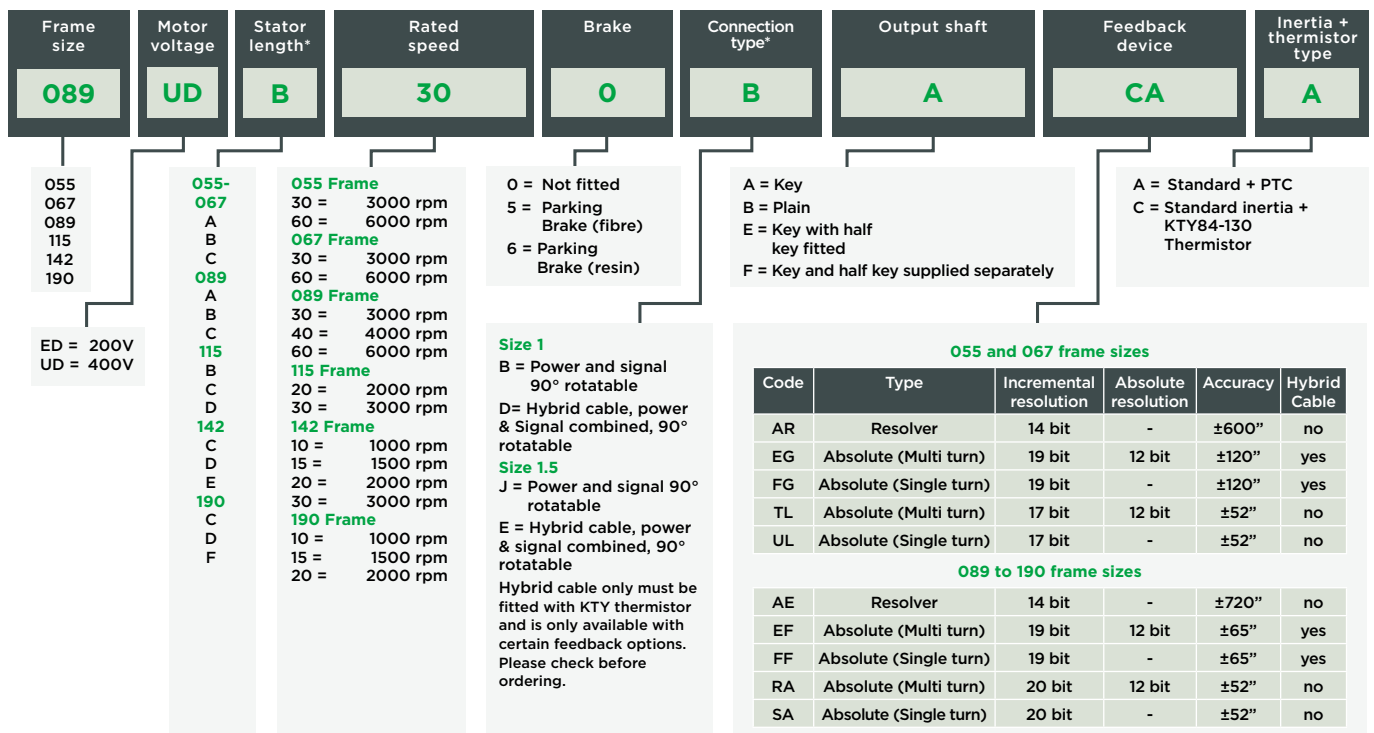 Frame size
Motor voltage
Stator length*
Rated speed
Brake
Connection type*
Output shaft
Feedback device
Inertia + thermistor type
089
UD
B
30
0
B
A
CA
A
055
067
089
115
142
190
ED = 200V
UD = 400V
055-
067
A
B
C
089
A
B
C
115
B
C
D
142
C
D
E
190
C
D
F
055 Frame
30 = 3000 rpm
60 = 6000 rpm
067 Frame
30 = 3000 rpm
60 = 6000 rpm
089 Frame
30 = 3000 rpm
40 = 4000 rpm
60 = 6000 rpm
115 Frame
20 = 2000 rpm
30 = 3000 rpm
142 Frame
10 = 1000 rpm
15 = 1500 rpm
20 = 2000 rpm
30 = 3000 rpm
190 Frame
10 = 1000 rpm
15 = 1500 rpm
20 = 2000 rpm
0 = Not fitted
5 = Parking
Brake (fibre)
6 = Parking
Brake (resin)
Size 1
B = Power and signal
90° rotatable
D= Hybrid cable, power
& Signal combined, 90°
rotatable
Size 1.5
J = Power and signal 90°
rotatable
E = Hybrid cable, power
& signal combined, 90°
rotatable
Hybrid cable only must be
fitted with KTY thermistor
and is only available with
certain feedback options.
Please check before
ordering.
A = Key
B = Plain
E = Key with half
key fitted
F = Key and half key supplied separately
A = Standard + PTC
C = Standard inertia +
KTY84-130
Thermistor
055 and 067 frame sizes
Code Type Incremental resolution Absolute resolution Accuracy Hybrid Cable
AR Resolver 14 bit - ±600” no
EG Absolute (Multi turn) 19 bit 12 bit ±120” yes
FG Absolute (Single turn) 19 bit - ±120” yes
TL Absolute (Multi turn) 17 bit 12 bit ±52” no
UL Absolute (Single turn) 17 bit - ±52” no
089 to 190 frame sizes
AE Resolver 14 bit - ±720” no
EF Absolute (Multi turn) 19 bit 12 bit ±65” yes
FF Absolute (Single turn) 19 bit - ±65” yes
RA Absolute (Multi turn) 20 bit 12 bit ±52” no
SA Absolute (Single turn) 20 bit - ±52” no